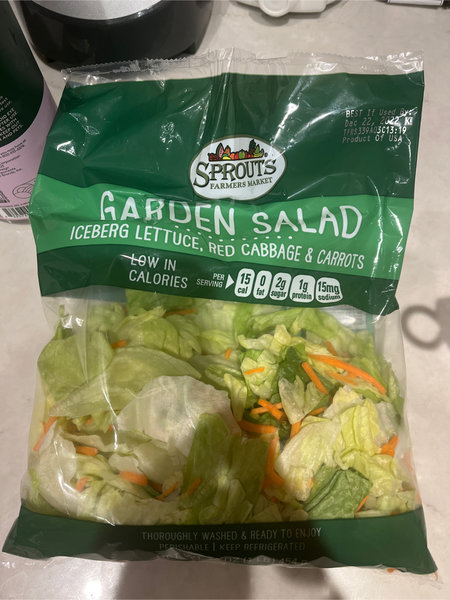 BEST If Used By:
Dec 22, 2022 K
TFRS339A03C13:19
Product Of USA
SPROUTS
FARMERS MARKET
GARDEN SALAD
ICEBERG LETTUCE, RED CABBAGE & CARROTS
LOW IN
CALORIES
PER
SERVING
15
cal
0
fat
2g
sugar
1g
protein
15mg
sodium
THOROUGHLY WASHED & READY TO ENJOY
PERISHABLE | KEEP REFRIGERATED